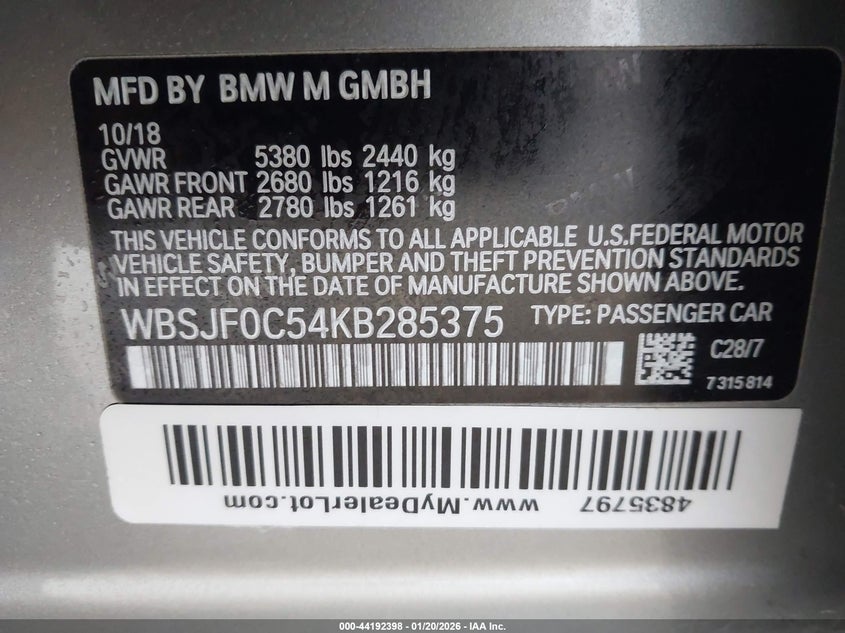 MFD BY BMW M GMBH
10/18
GVWR 5380 lbs 2440 kg
GAWR FRONT 2680 lbs 1216 kg
GAWR REAR 2780 lbs 1261 kg
THIS VEHICLE CONFORMS TO ALL APPLICABLE U.S.FEDERAL MOTOR
VEHICLE SAFETY, BUMPER AND THEFT PREVENTION STANDARDS
IN EFFECT ON THE DATE OF MANUFACTURE SHOWN ABOVE.
WBSJF0C54KB285375 TYPE: PASSENGER CAR
C28/7
7 315 814
4835797 www.MyDealerLot.com
000-44192398 - 01/20/2026 - IAA Inc.